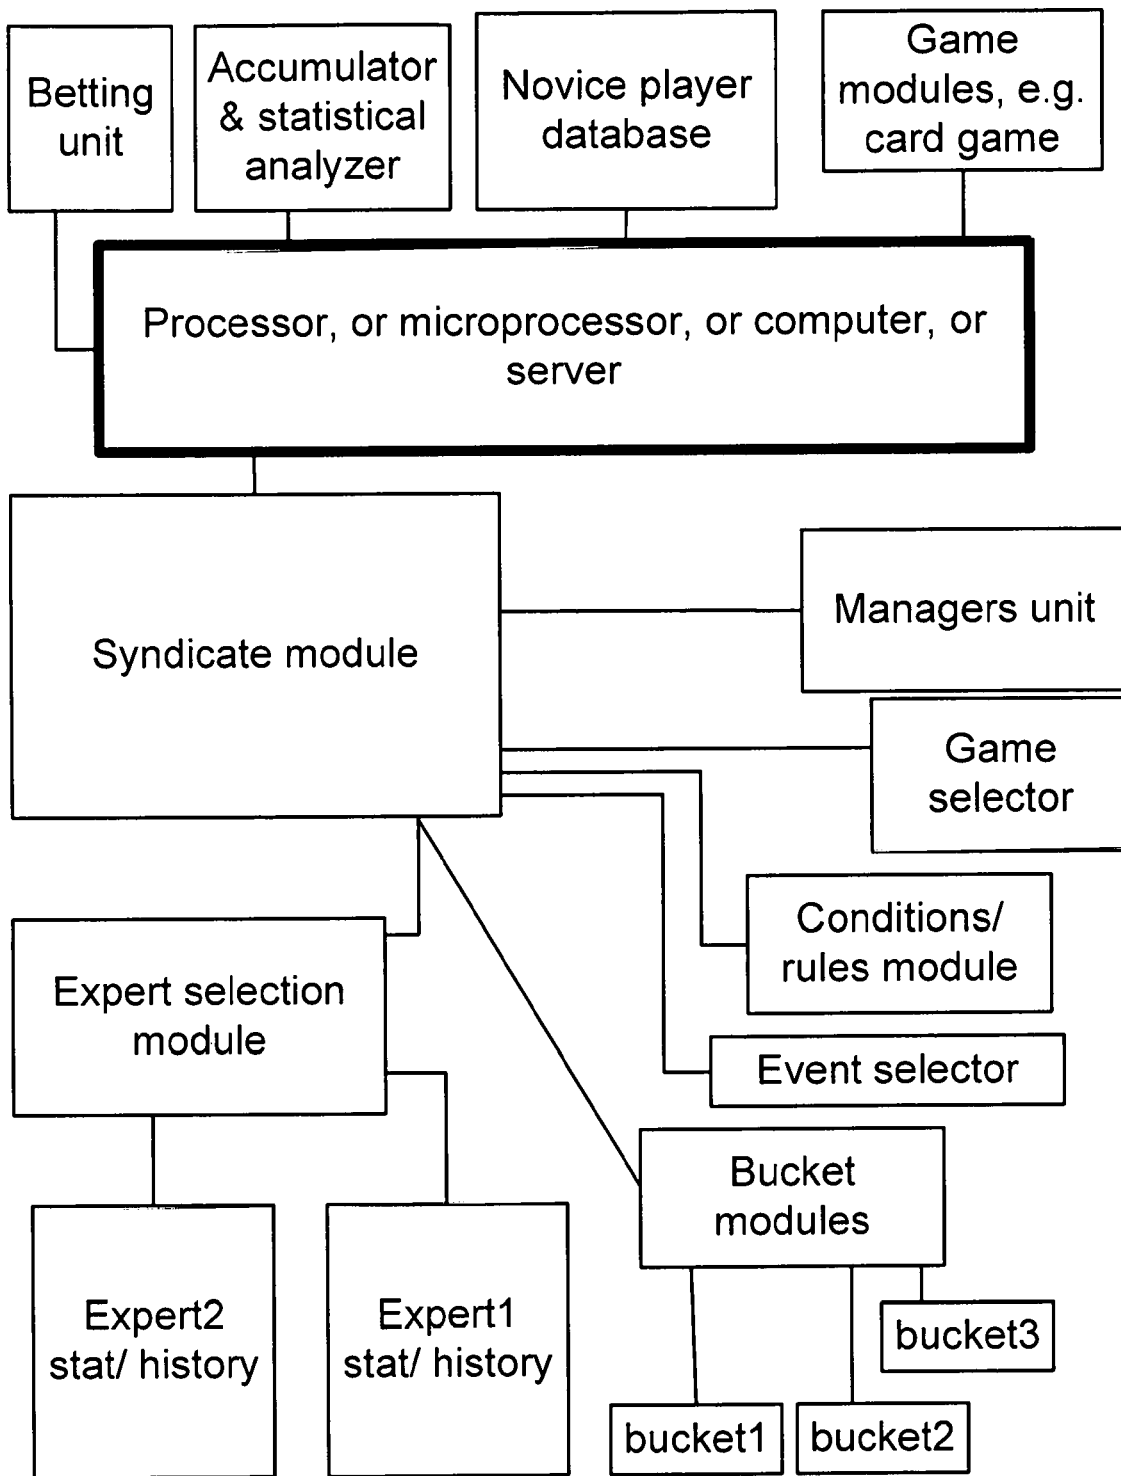 Betting
unit
Accumulator
& statistical
analyzer
Novice player
database
Game
modules, e.g.
card game
Processor, or microprocessor, or computer, or
server
Syndicate module
Managers unit
Game
selector
Conditions/
rules module
Expert selection
module
Event selector
Bucket
modules
Expert2
stat/ history
Expert1
stat/ history
bucket3
bucket1
bucket2